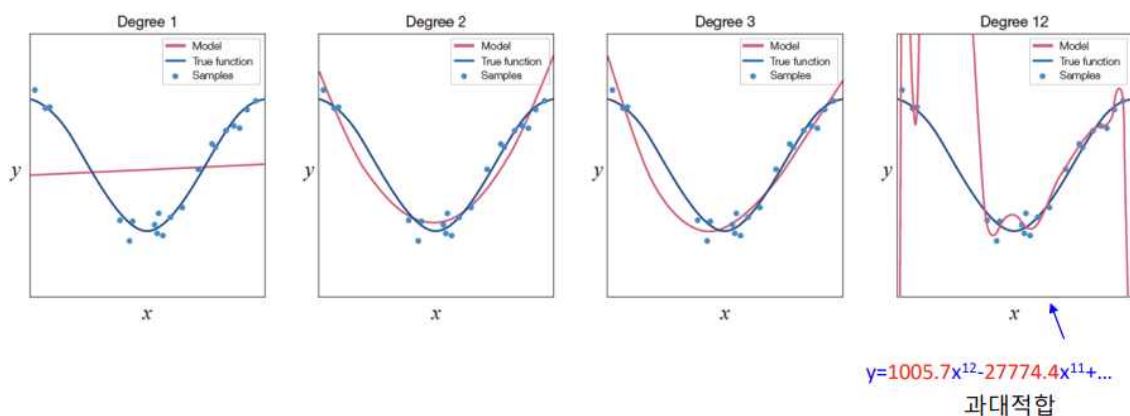 Degree 1
Model
True function
Samples
y
x
Degree 2
Model
True function
Samples
y
x
Degree 3
Model
True function
Samples
y
x
Degree 12
Model
True function
Samples
y
x
y=1005.7x¹²-27774.4x¹¹+...
과대적합